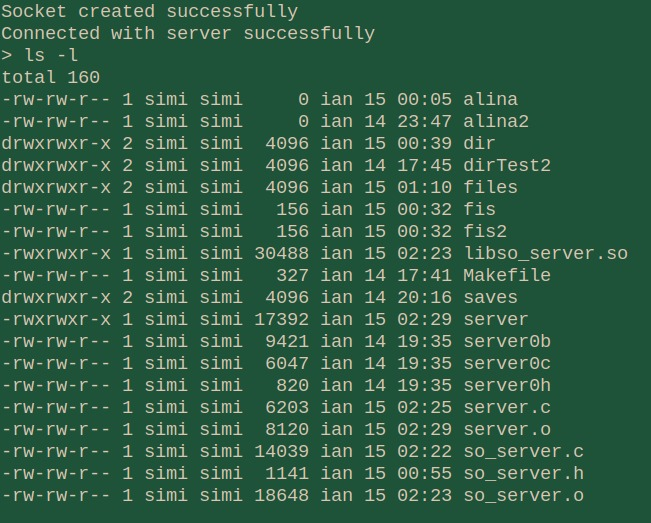 Socket created successfully
Connected with server successfully
> ls -l
total 160
-rw-rw-r-- 1 simi simi     0 ian 15 00:05 alina
-rw-rw-r-- 1 simi simi     0 ian 14 23:47 alina2
drwxrwxr-x 2 simi simi  4096 ian 15 00:39 dir
drwxrwxr-x 2 simi simi  4096 ian 14 17:45 dirTest2
drwxrwxr-x 2 simi simi  4096 ian 15 01:10 files
-rw-rw-r-- 1 simi simi   156 ian 15 00:32 fis
-rw-rw-r-- 1 simi simi   156 ian 15 00:32 fis2
-rwxrwxr-x 1 simi simi 30488 ian 15 02:23 libso_server.so
-rw-rw-r-- 1 simi simi   327 ian 14 17:41 Makefile
drwxrwxr-x 2 simi simi  4096 ian 14 20:16 saves
-rwxrwxr-x 1 simi simi 17392 ian 15 02:29 server
-rw-rw-r-- 1 simi simi  9421 ian 14 19:35 server0b
-rw-rw-r-- 1 simi simi  6047 ian 14 19:35 server0c
-rw-rw-r-- 1 simi simi   820 ian 14 19:35 server0h
-rw-rw-r-- 1 simi simi  6203 ian 15 02:25 server.c
-rw-rw-r-- 1 simi simi  8120 ian 15 02:29 server.o
-rw-rw-r-- 1 simi simi 14039 ian 15 02:22 so_server.c
-rw-rw-r-- 1 simi simi  1141 ian 15 00:55 so_server.h
-rw-rw-r-- 1 simi simi 18648 ian 15 02:23 so_server.o